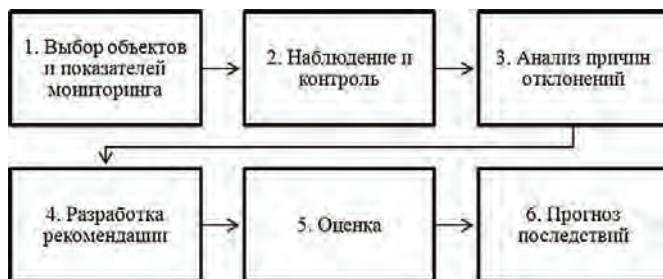 1. Выбор объектов
и показателей
мониторинга
2. Наблюдение и
контроль
3. Анализ причин
отклонений
4. Разработка
рекомендации
5. Оценка
6. Прогноз
последствий